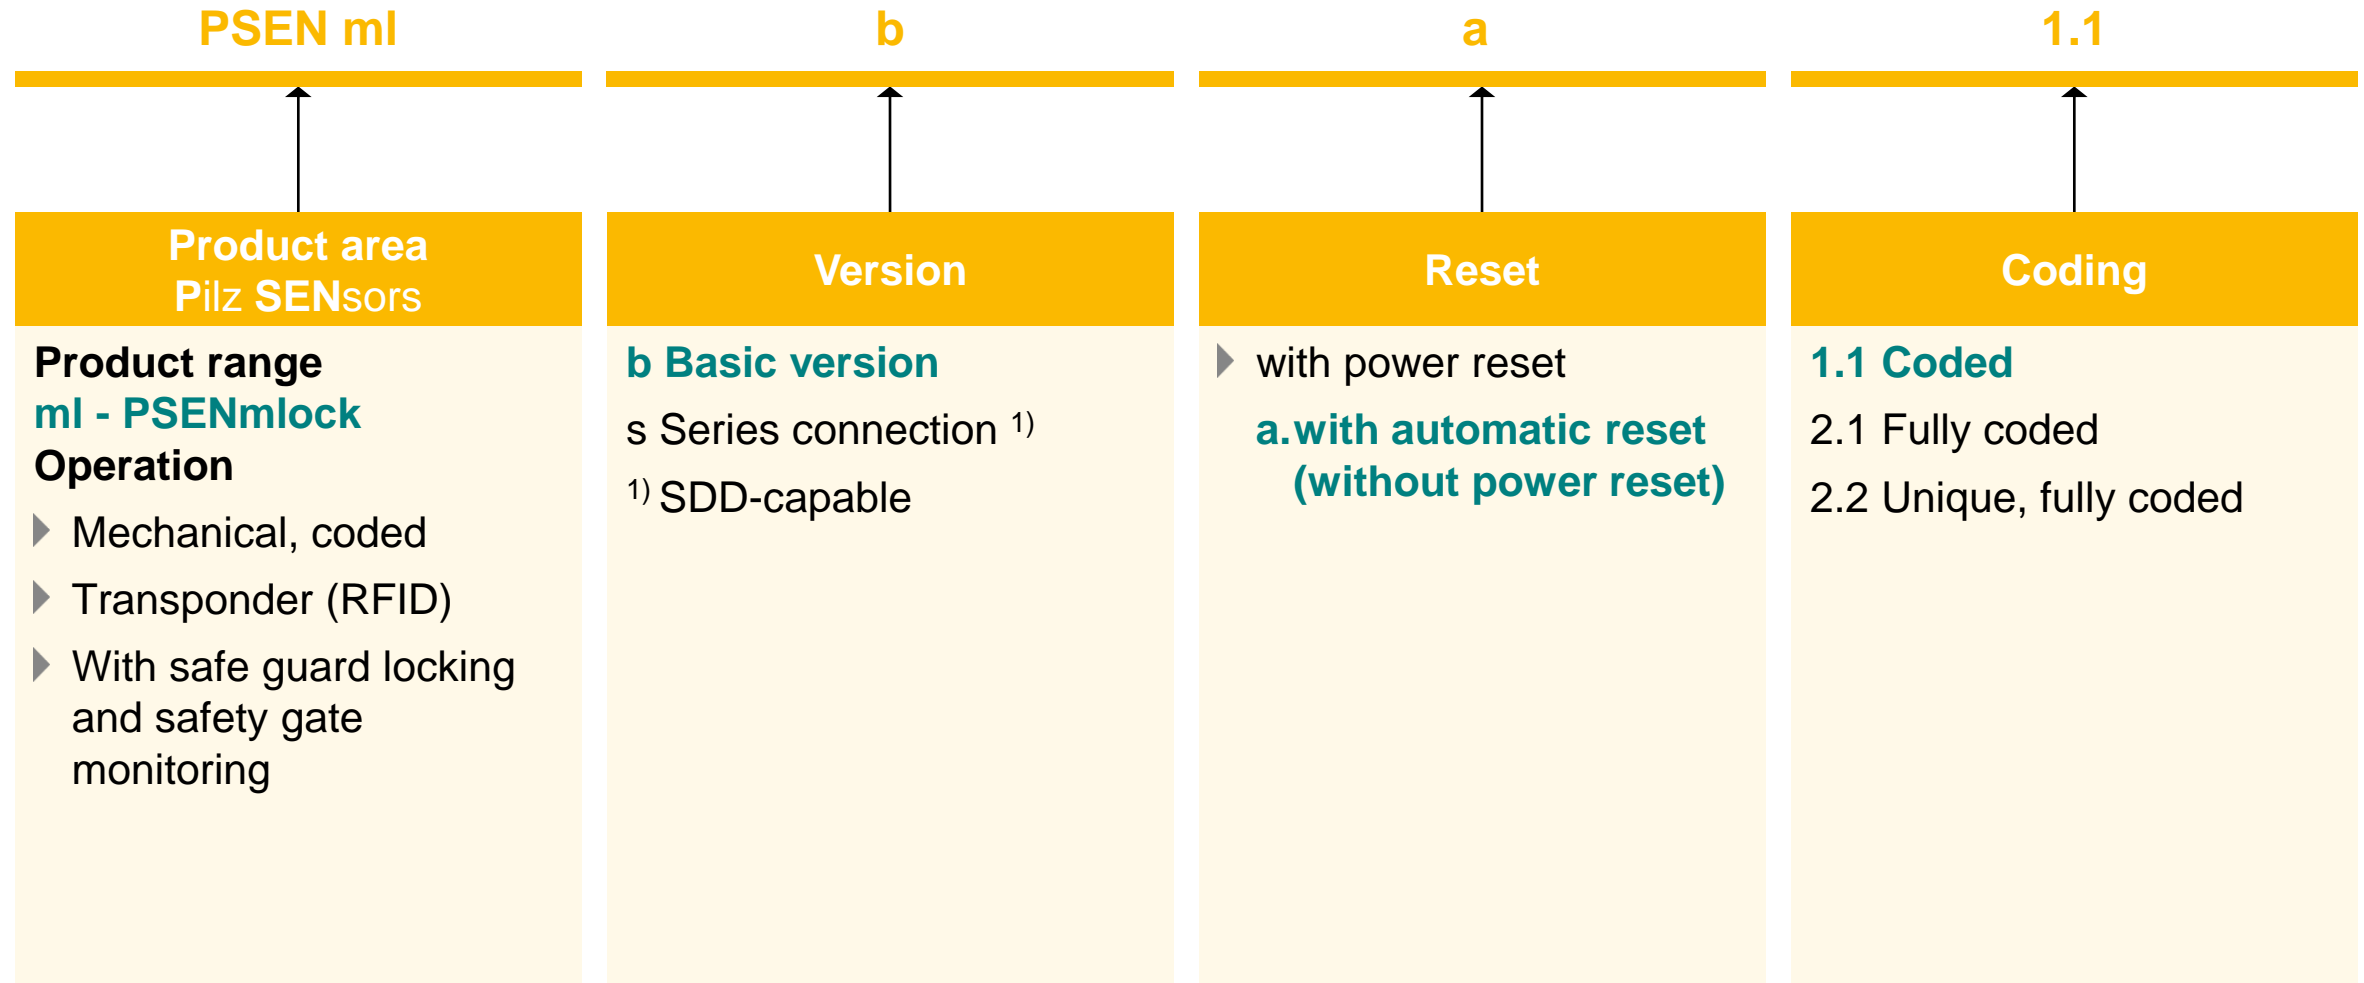 PSEN ml
b
a
1.1
Product area
Pilz SENsors
Version
Reset
Coding
Product range
ml - PSENmlock
Operation
Mechanical, coded
Transponder (RFID)
With safe guard locking
and safety gate
monitoring
b Basic version
s Series connection 1)
1) SDD-capable
with power reset
a. with automatic reset
(without power reset)
1.1 Coded
2.1 Fully coded
2.2 Unique, fully coded